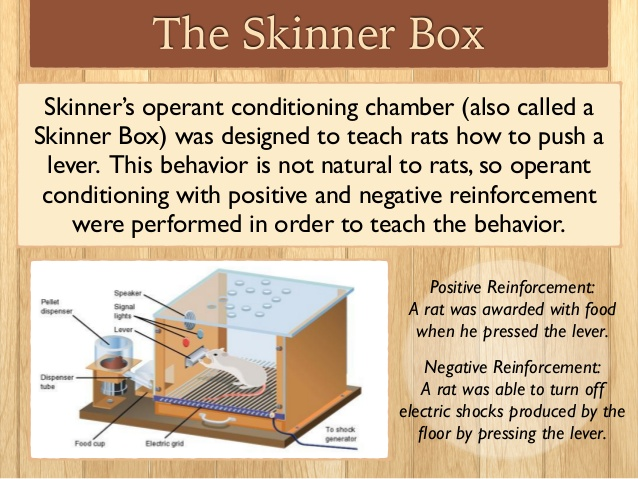 The Skinner Box
Skinner's operant conditioning chamber (also called a
Skinner Box) was designed to teach rats how to push a
lever. This behavior is not natural to rats, so operant
conditioning with positive and negative reinforcement
were performed in order to teach the behavior.
Pellet
dispenser
Speaker
Signal
lights
Lever
Dispenser
tube
Food cup
Electric grid
To shock
generator
Positive Reinforcement:
A rat was awarded with food
when he pressed the lever.
Negative Reinforcement:
A rat was able to turn off
electric shocks produced by the
floor by pressing the lever.